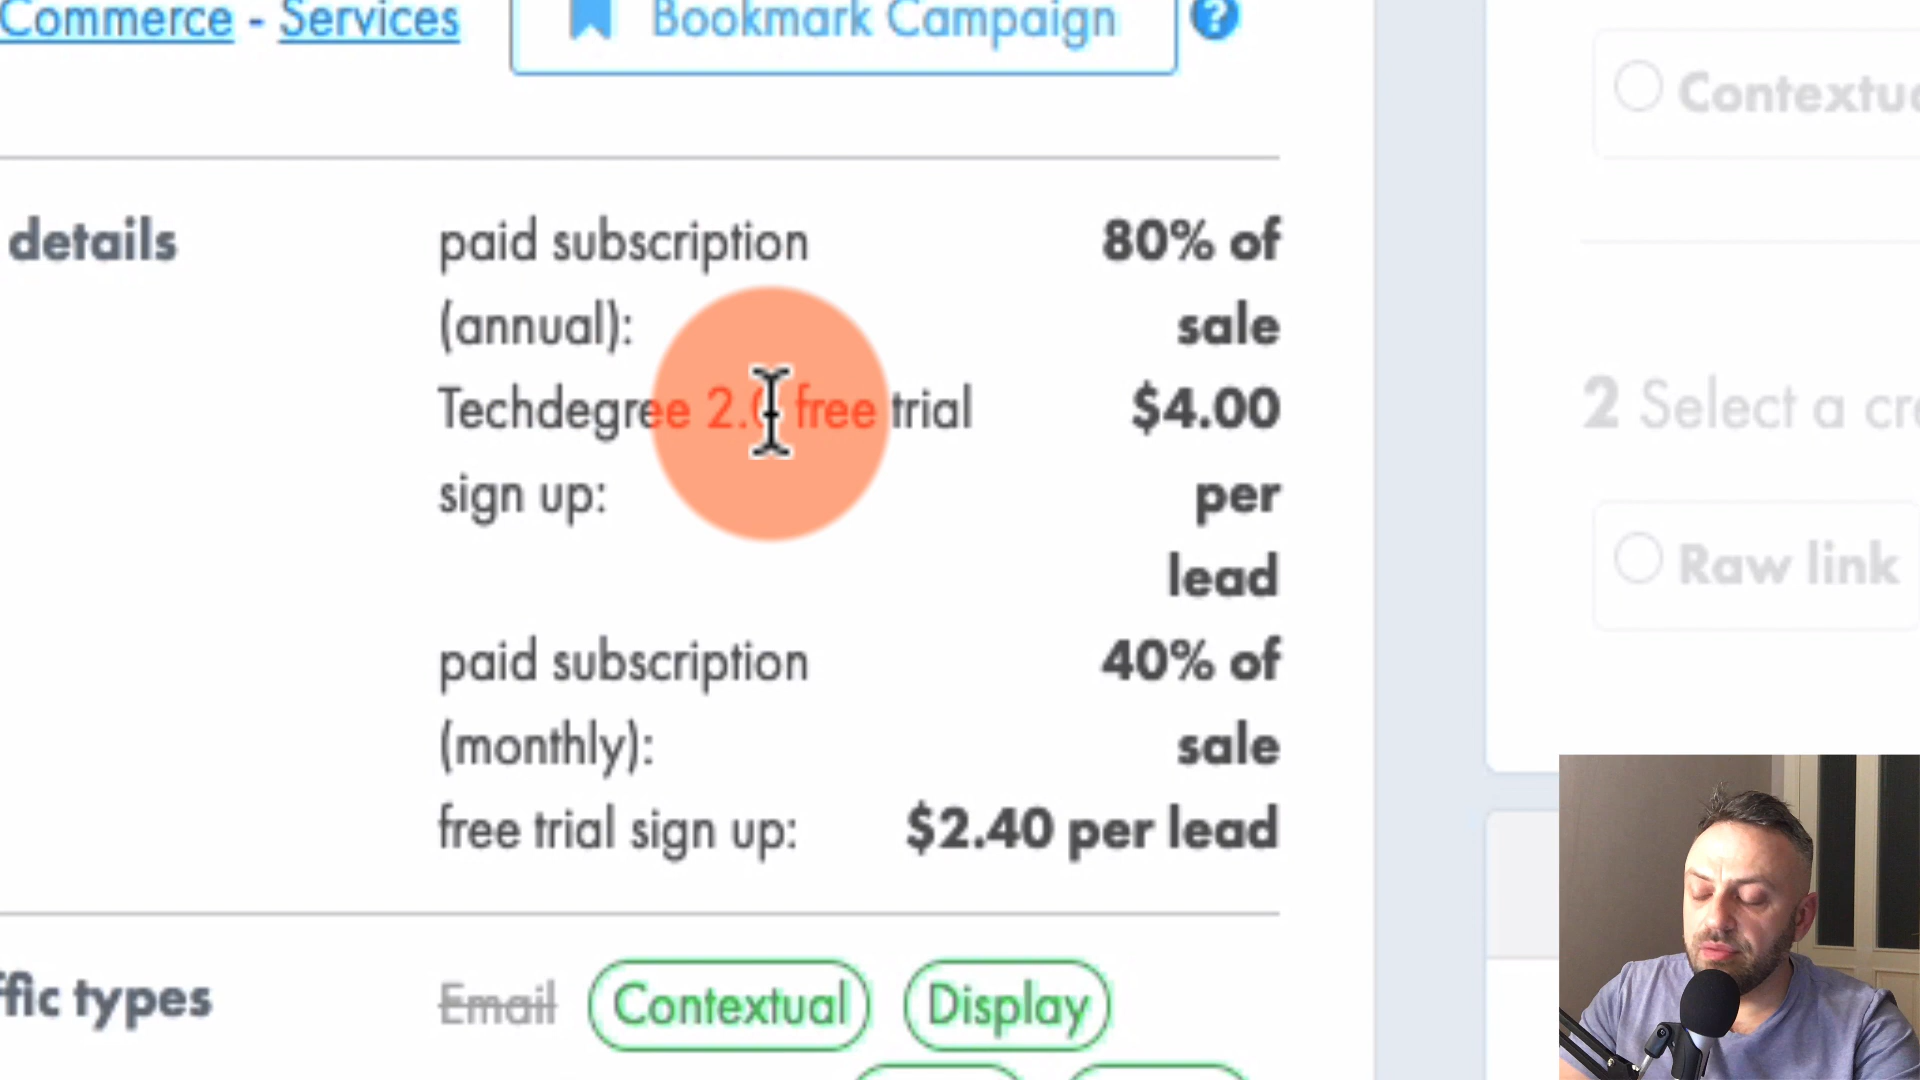 Commerce - Services
Bookmark Campaign
?
details
paid subscription
(annual):
80% of
sale
Techdegree 2.0 free trial
sign up:
$4.00
per
lead
paid subscription
(monthly):
40% of
sale
free trial sign up:
$2.40 per lead
ffic types
Email
Contextual
Display
Contextua
2 Select a cr
Raw link